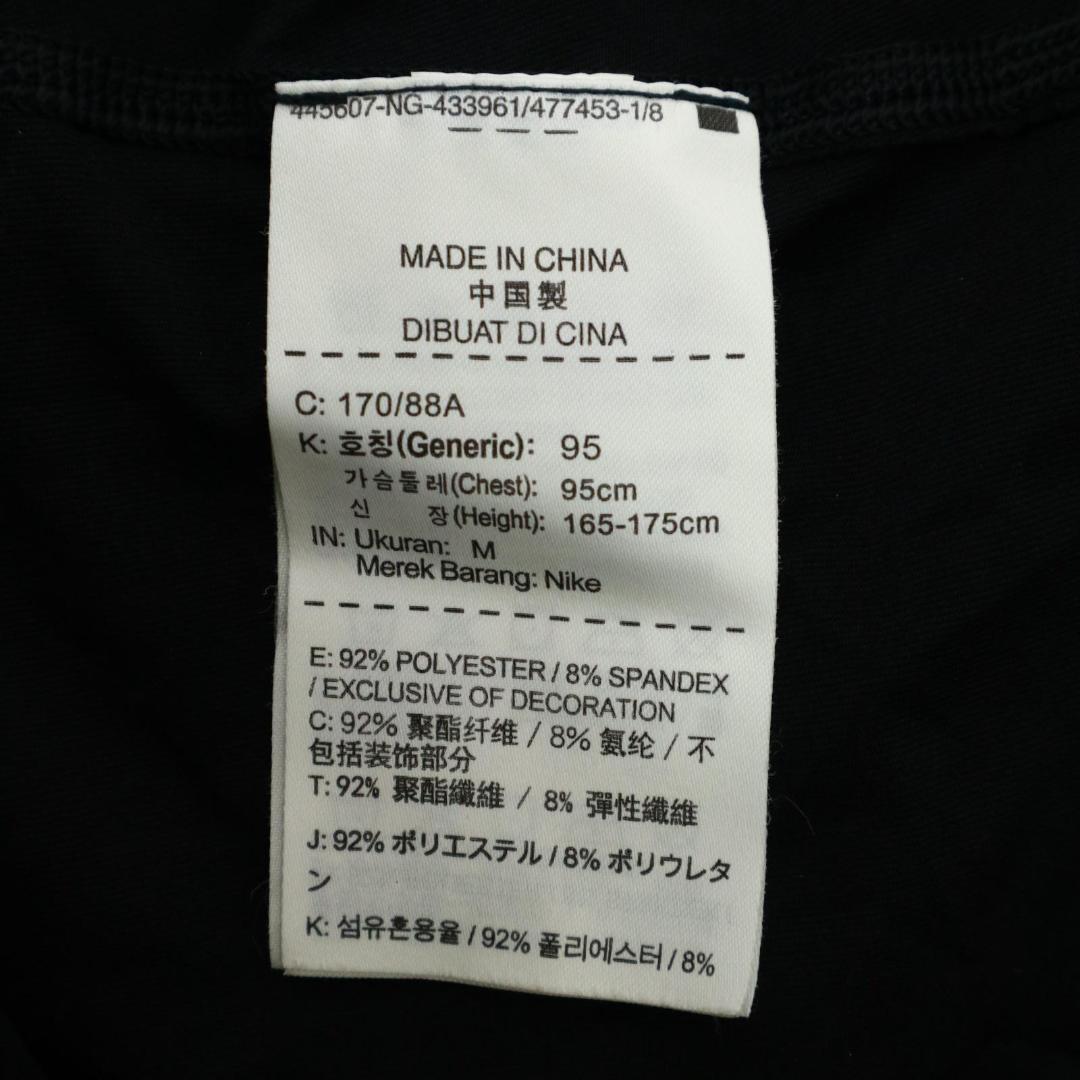 445607-NG-433961/477453-1/8
MADE IN CHINA
中国製
DIBUAT DI CINA
C: 170/88A
K: 호칭(Generic): 95
가슴둘레(Chest): 95cm
신 장(Height): 165-175cm
IN: Ukuran: M
Merek Barang: Nike
E: 92% POLYESTER / 8% SPANDEX
/ EXCLUSIVE OF DECORATION
C: 92% 聚酯纤维 / 8% 氨纶 / 不
包括装饰部分
T: 92% 聚酯纖維 / 8% 彈性纖維
J: 92% ポリエステル / 8% ポリウレタ
ン
K: 섬유혼용율 / 92% 폴리에스터 / 8%